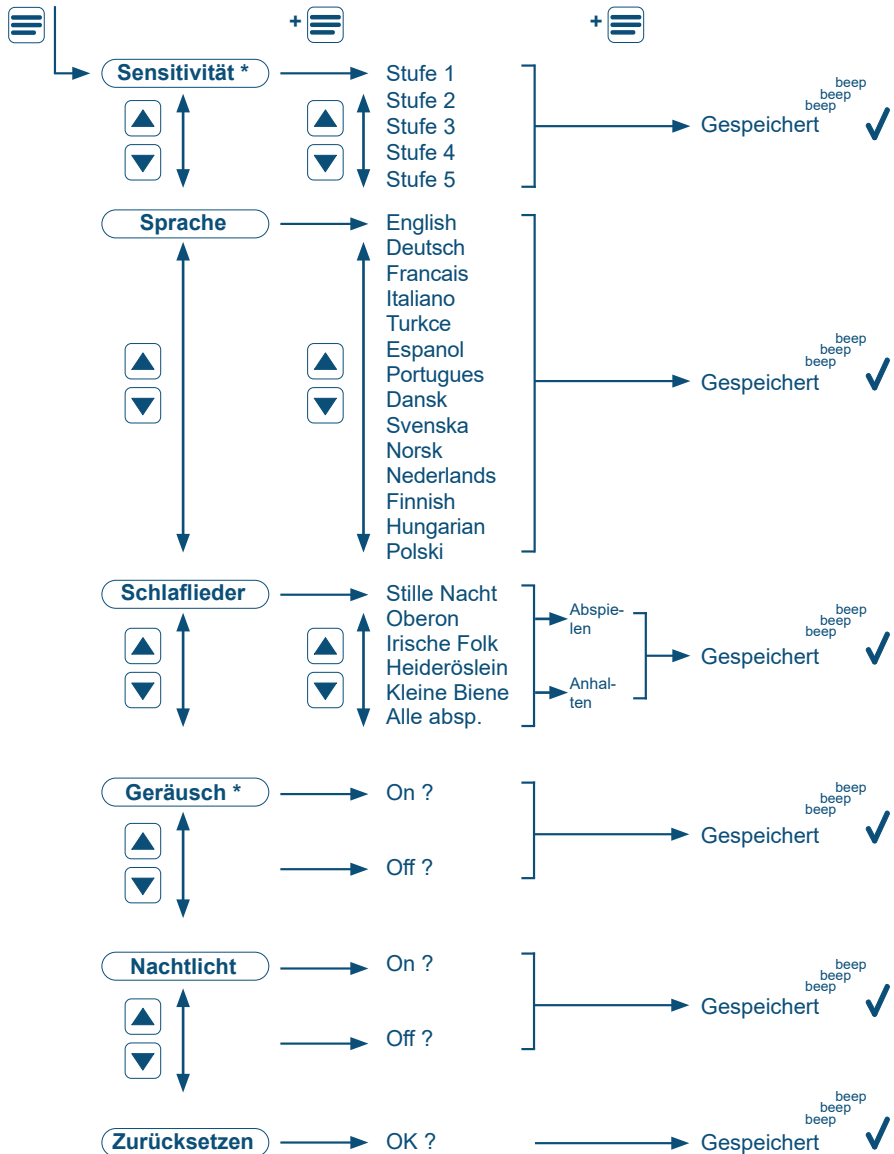 + +
Sensitivität * Stufe 1
Stufe 2
Stufe 3
Stufe 4
Stufe 5
Gespeichert beep beep beep
Sprache English
Deutsch
Francais
Italiano
Turkce
Espanol
Portugues
Dansk
Svenska
Norsk
Nederlands
Finnish
Hungarian
Polski
Gespeichert beep beep beep
Schlaflieder Stille Nacht
Oberon
Irische Folk
Heideröslein
Kleine Biene
Alle absp.
Abspie-
len
Anhal-
ten
Gespeichert beep beep beep
Geräusch * On ?
Off ?
Gespeichert beep beep beep
Nachtlicht On ?
Off ?
Gespeichert beep beep beep
Zurücksetzen OK ? Gespeichert beep beep beep